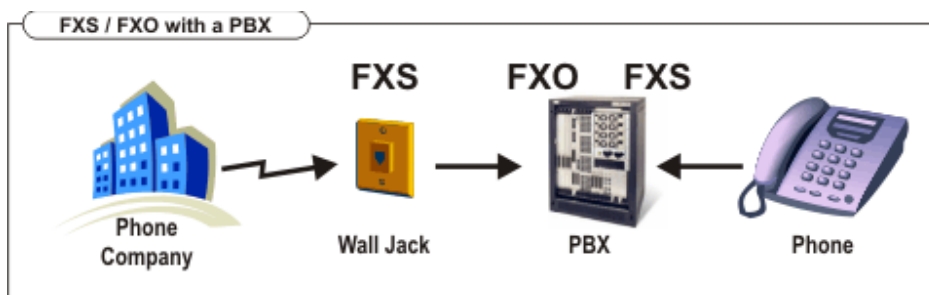 FXS / FXO with a PBX
FXS
FXO
FXS
Phone
Company
Wall Jack
PBX
Phone